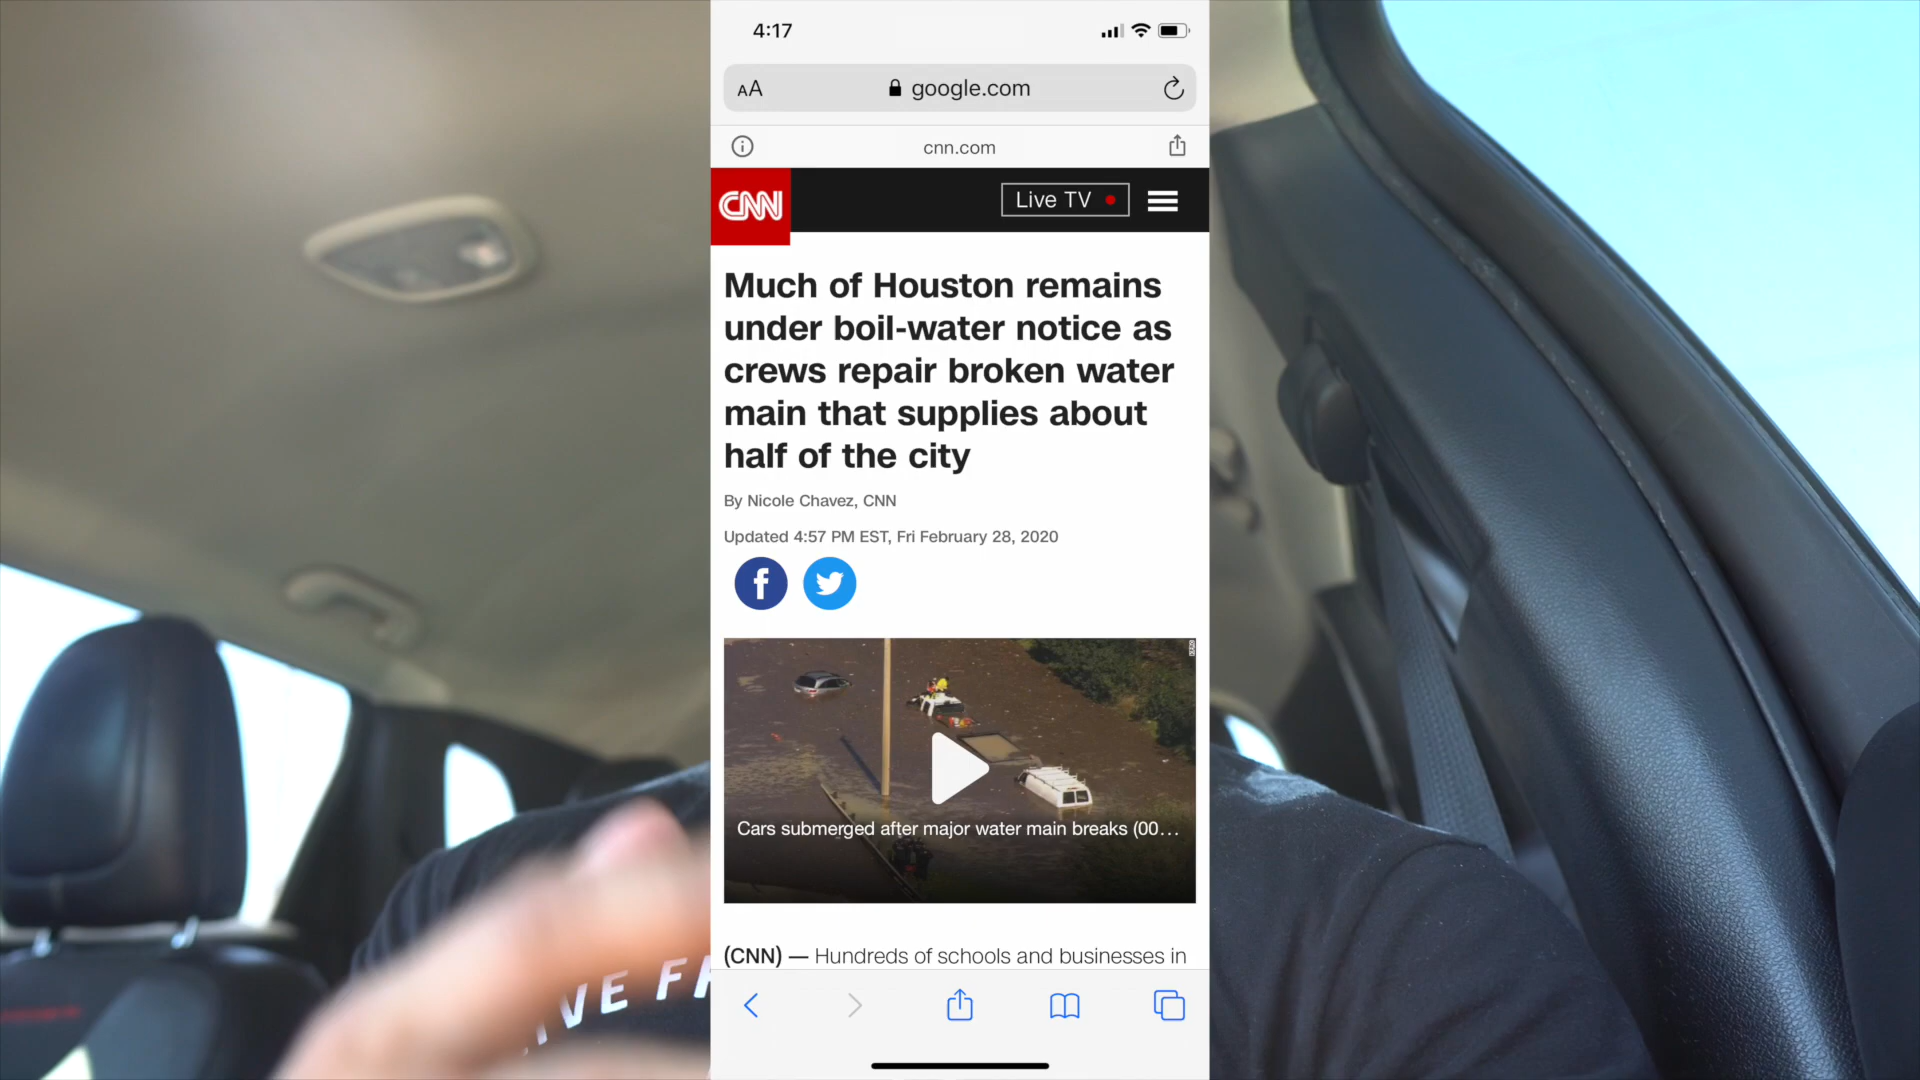 4:17
AA
google.com
cnn.com
CNN
Live TV
Much of Houston remains
under boil-water notice as
crews repair broken water
main that supplies about
half of the city
By Nicole Chavez, CNN
Updated 4:57 PM EST, Fri February 28, 2020
Cars submerged after major water main breaks (00...
(CNN) — Hundreds of schools and businesses in
IVE FR